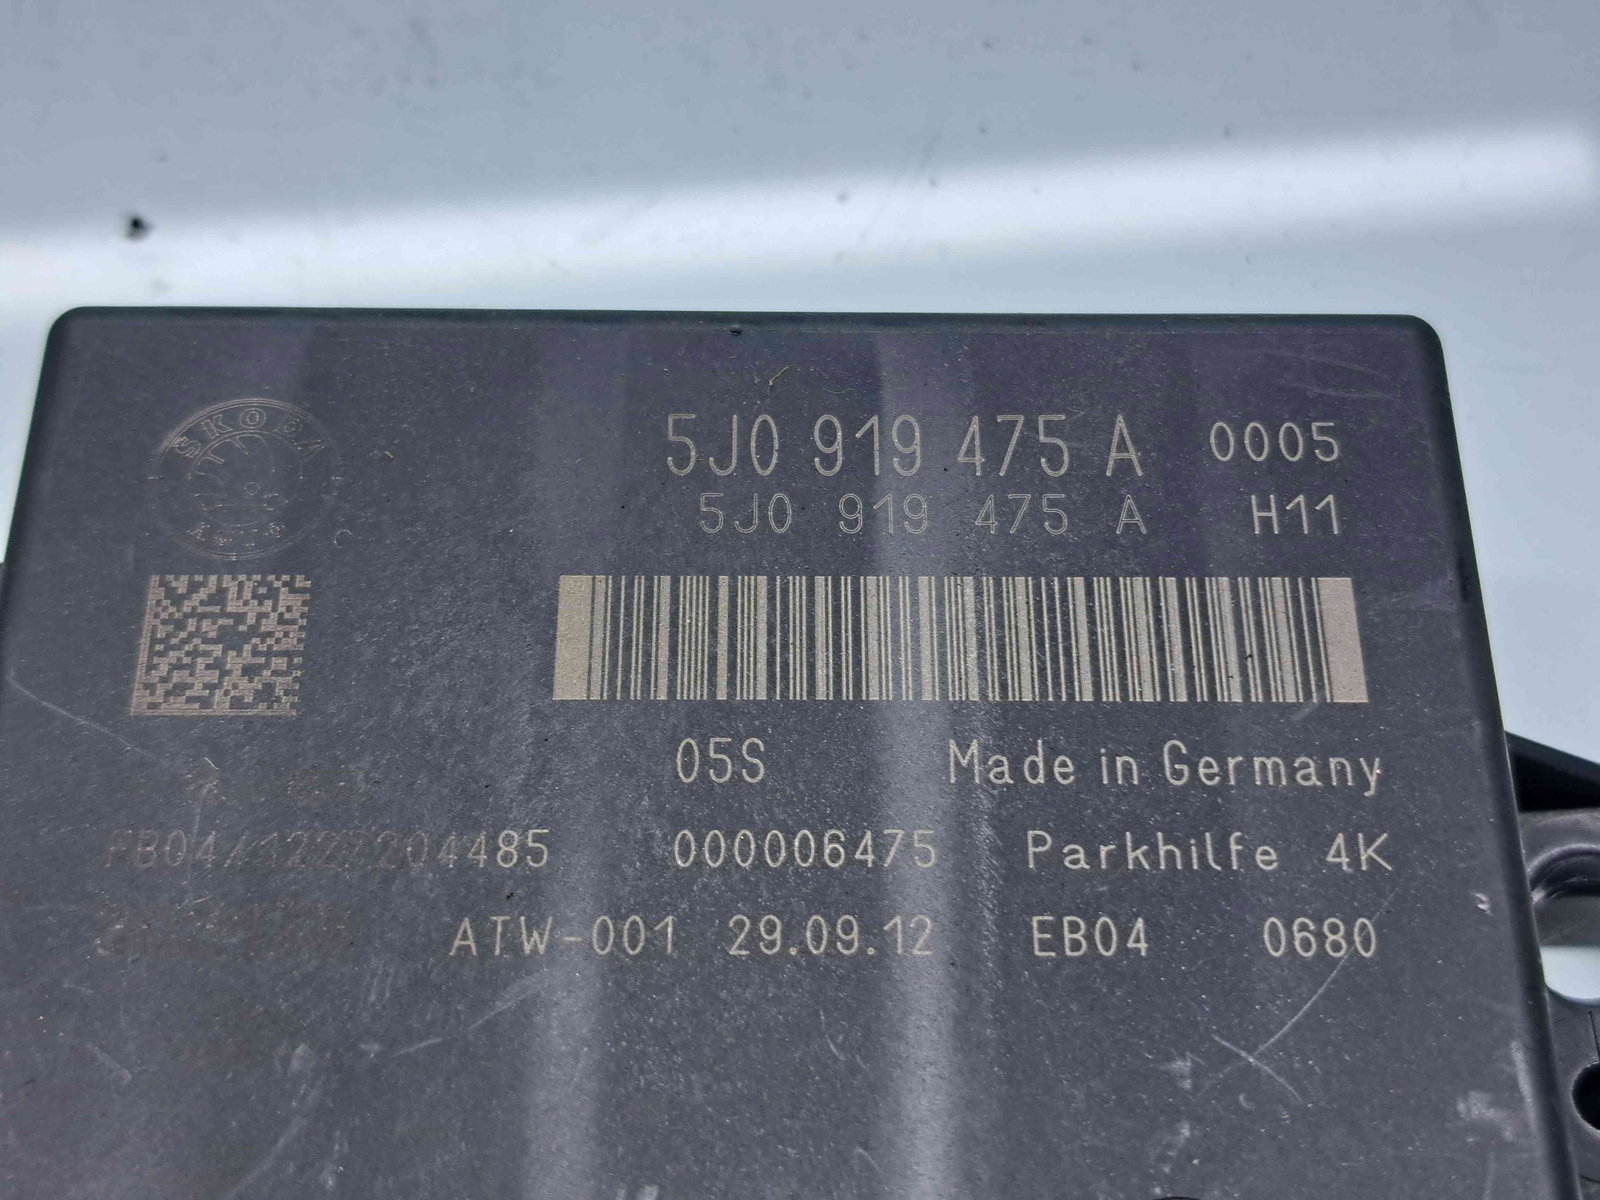 SKODA
5J0 919 475 A 0005
5J0 919 475 A H11
05S Made in Germany
000006475 Parkhilfe 4K
ATW-001 29.09.12 EB04 0680